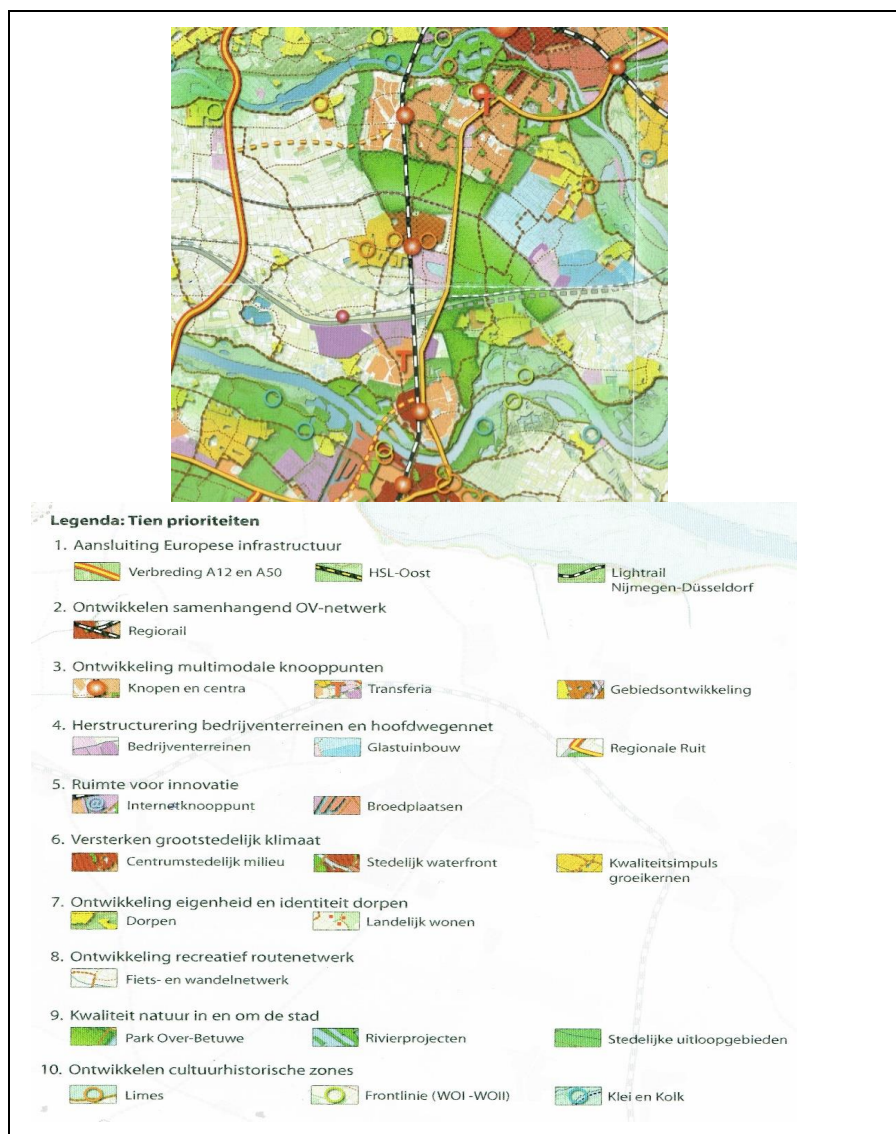 T
T
Legenda: Tien prioriteiten
1. Aansluiting Europese infrastructuur
Verbreding A12 en A50
HSL-Oost
Lightrail
Nijmegen-Düsseldorf
2. Ontwikkelen samenhangend OV-netwerk
Regiorail
3. Ontwikkeling multimodale knooppunten
Knopen en centra
T
Transferia
Gebiedsontwikkeling
4. Herstructurering bedrijventerreinen en hoofdwegennet
Bedrijventerreinen
Glastuinbouw
Regionale Ruit
5. Ruimte voor innovatie
@
Internetknooppunt
Broedplaatsen
6. Versterken grootstedelijk klimaat
Centrumstedelijk milieu
Stedelijk waterfront
Kwaliteitsimpuls
groeikernen
7. Ontwikkeling eigenheid en identiteit dorpen
Dorpen
Landelijk wonen
8. Ontwikkeling recreatief routenetwerk
Fiets- en wandelnetwerk
9. Kwaliteit natuur in en om de stad
Park Over-Betuwe
Rivierprojecten
Stedelijke uitloopgebieden
10. Ontwikkelen cultuurhistorische zones
Limes
Frontlinie (WOI -WOII)
Klei en Kolk